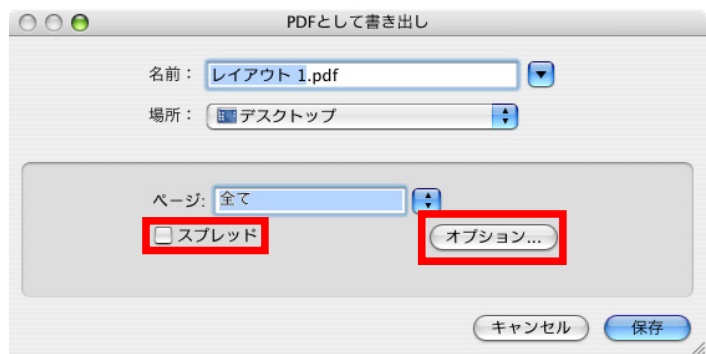 PDFとして書き出し
名前： レイアウト 1.pdf
場所： デスクトップ
ページ: 全て
スプレッド オプション...
キャンセル 保存